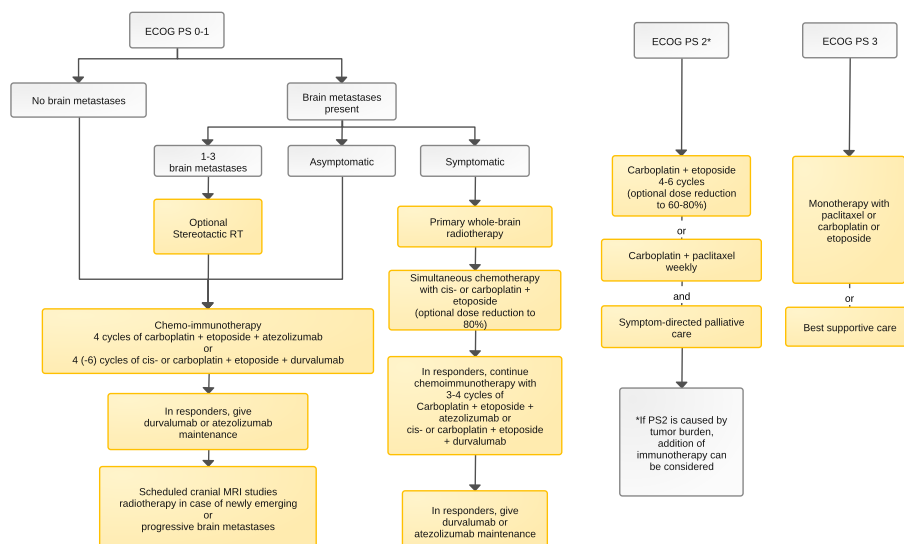 ECOG PS 0-1
ECOG PS 2*
ECOG PS 3
No brain metastases
Brain metastases
present
1-3
brain metastases
Asymptomatic
Symptomatic
Optional
Stereotactic RT
Primary whole-brain
radiotherapy
Simultaneous chemotherapy
with cis- or carboplatin +
etoposide
(optional dose reduction to
80%)
Chemo-immunotherapy
4 cycles of carboplatin + etoposide + atezolizumab
or
4 (-6) cycles of cis- or carboplatin + etoposide + durvalumab
In responders, continue
chemoimmunotherapy with
3-4 cycles of
Carboplatin + etoposide +
atezolizumab or
cis- or carboplatin + etoposide
+ durvalumab
In responders, give
durvalumab or atezolizumab
maintenance
Scheduled cranial MRI studies
radiotherapy in case of newly emerging
or
progressive brain metastases
In responders, give
durvalumab or
atezolizumab maintenance
Carboplatin + etoposide
4-6 cycles
(optional dose reduction
to 60-80%)
or
Carboplatin + paclitaxel
weekly
and
Symptom-directed palliative
care
*If PS2 is caused by
tumor burden,
addition of
immunotherapy can
be considered
Monotherapy with
paclitaxel or
carboplatin or
etoposide
or
Best supportive care